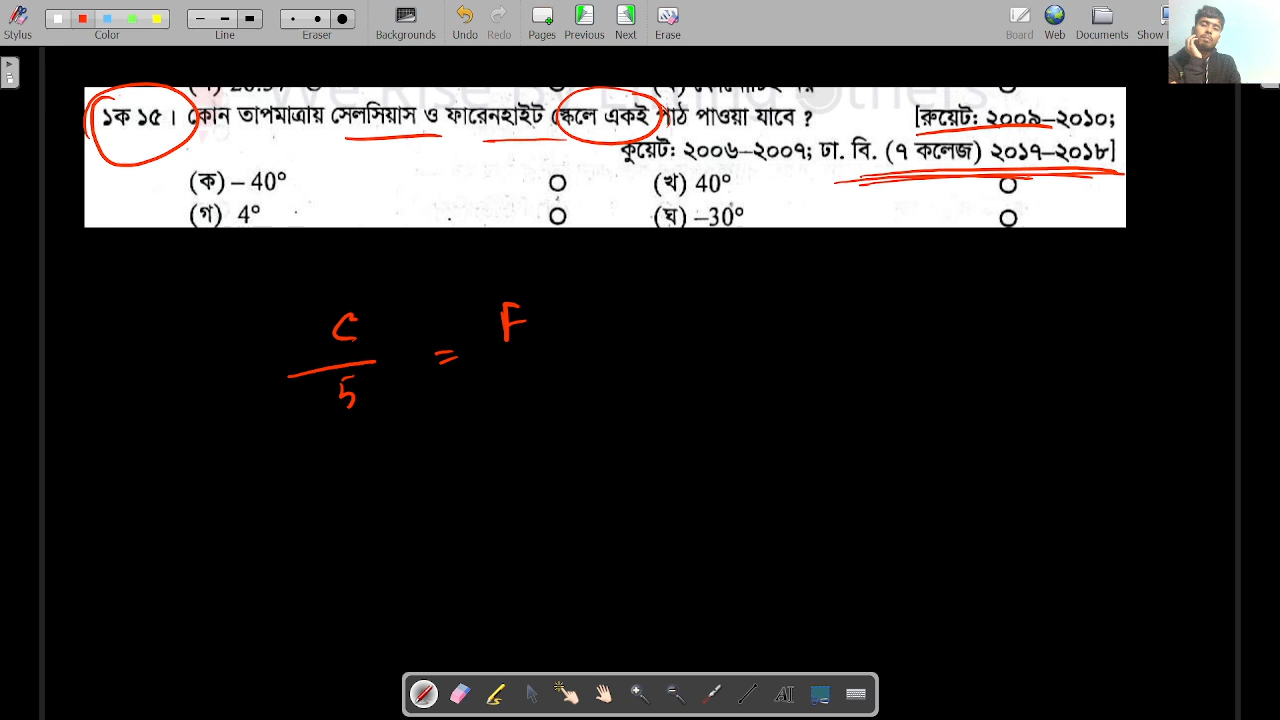 Stylus Color Line Eraser Backgrounds Undo Redo Pages Previous Next Erase Board Web Documents
১ক ১৫। কোন তাপমাত্রায় সেলসিয়াস ও ফারেনহাইট স্কেলে একই পাঠ পাওয়া যাবে ? [রুয়েট: ২০০৯–২০১০;
কুয়েট: ২০০৬–২০০৭; ঢা. বি. (৭ কলেজ) ২০১৭–২০১৮]
(ক) – 40° (খ) 40°
(গ) 4° (ঘ) –30°
C = F
5